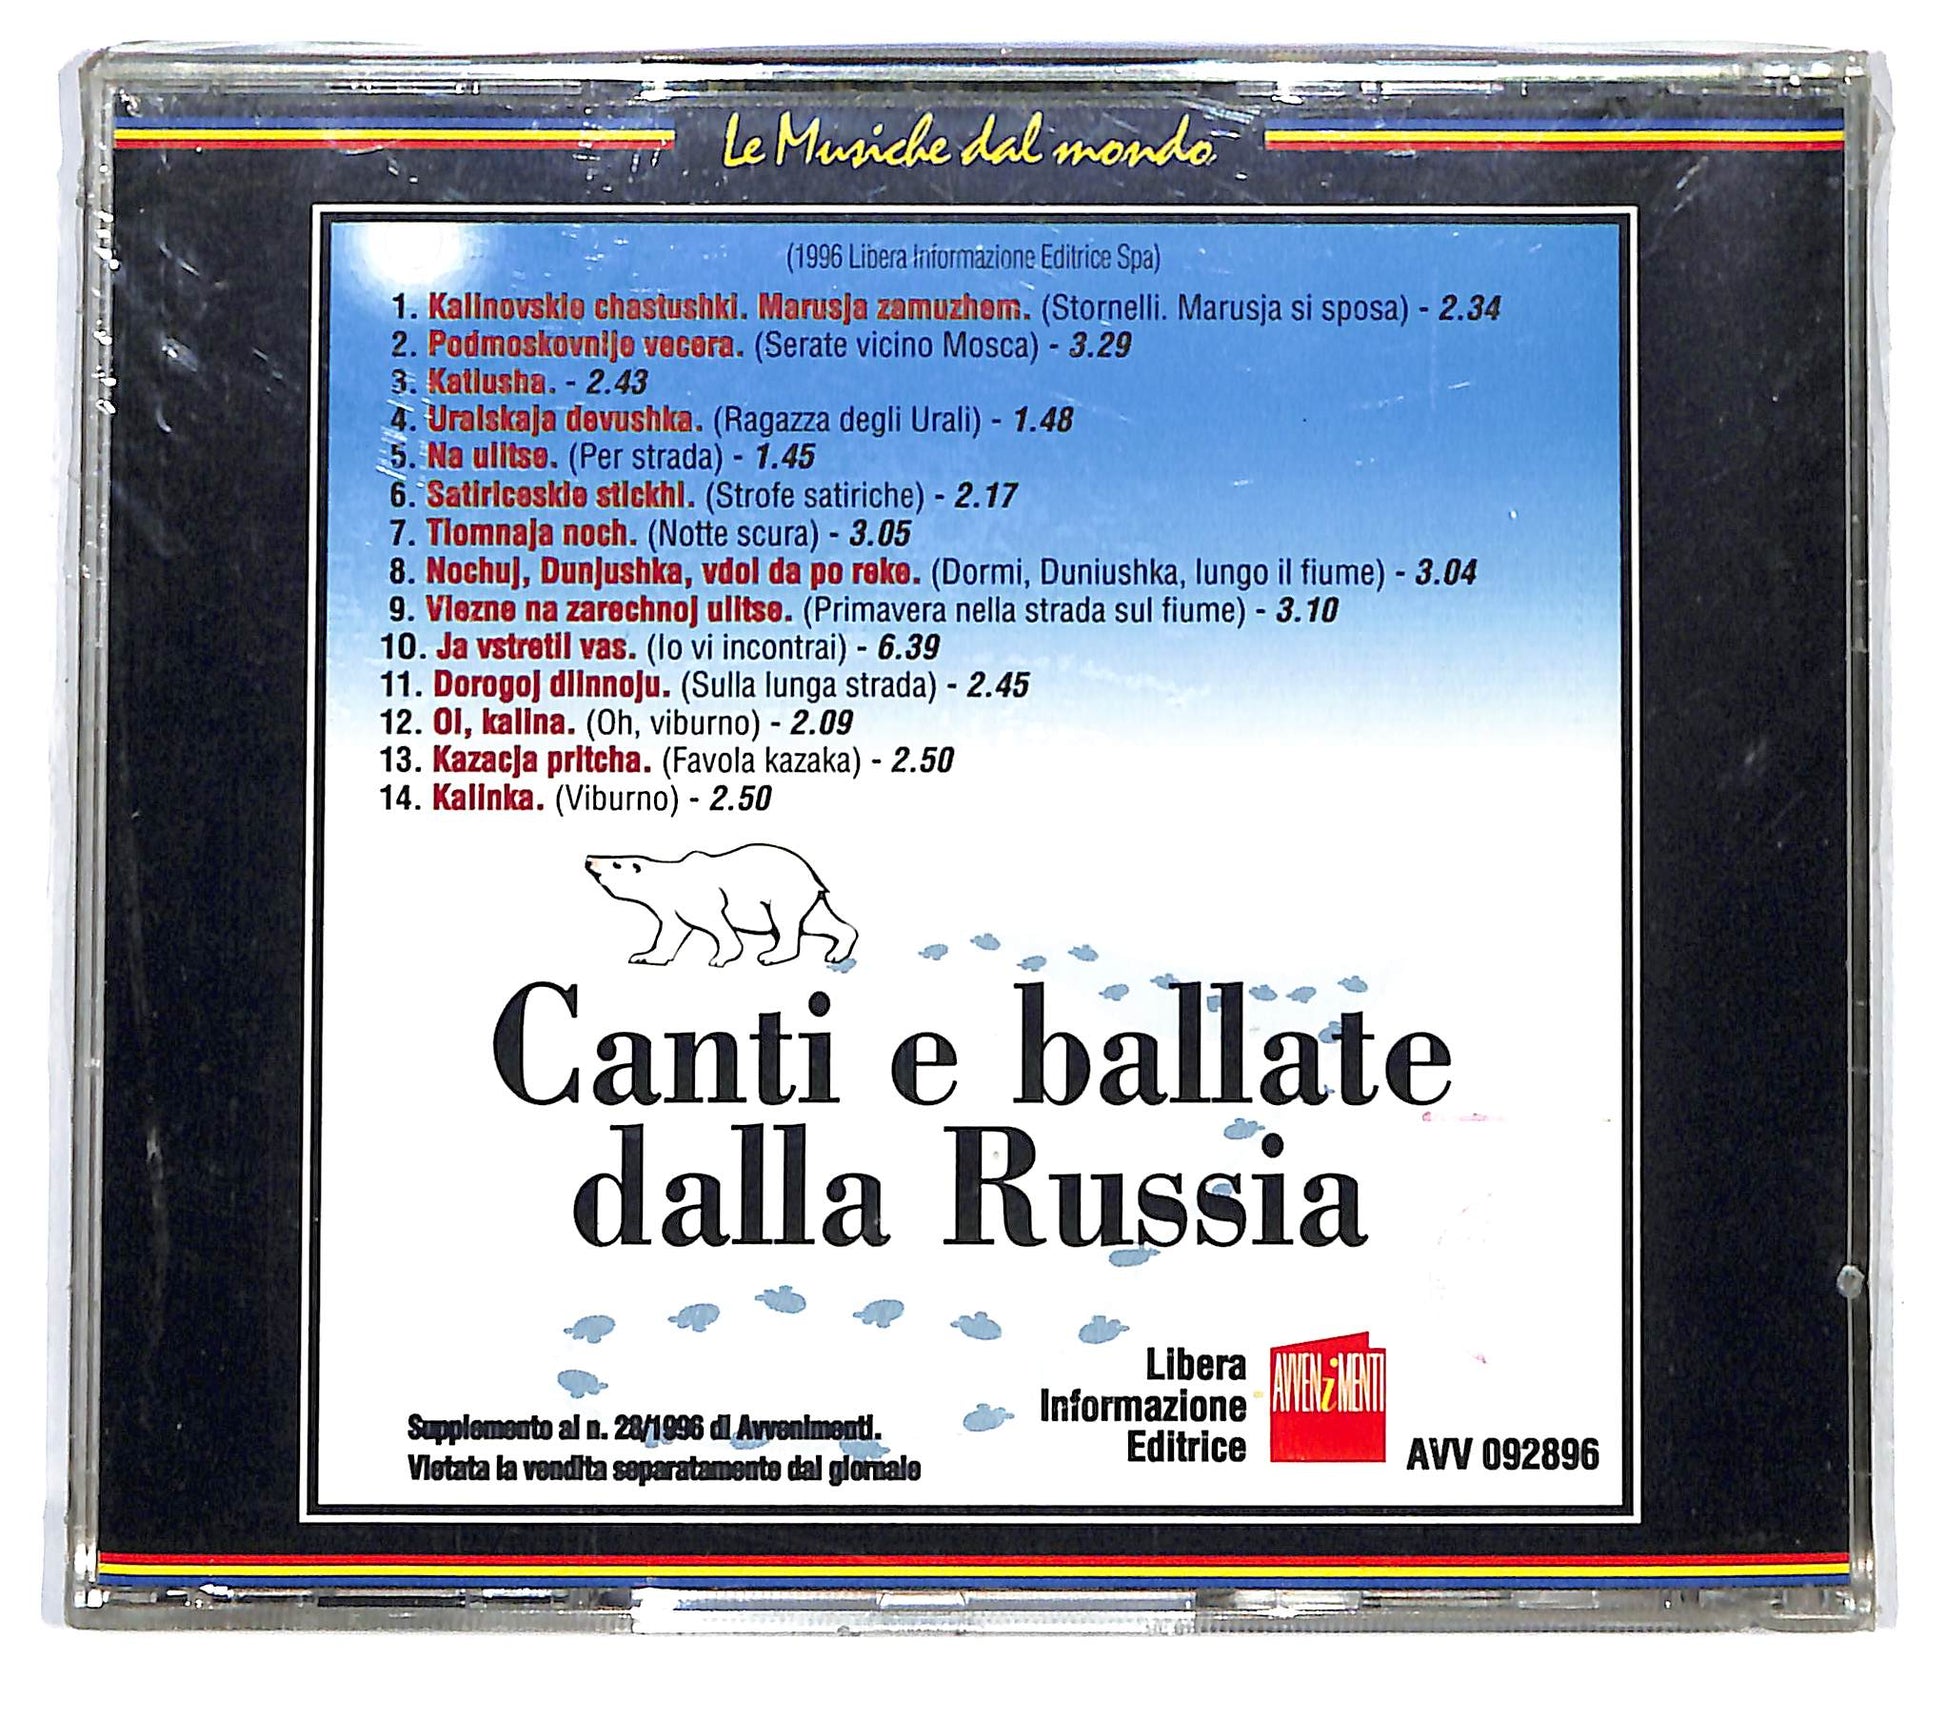 Le Musiche dal mondo
(1996 Libera Informazione Editrice Spa)
1. Kalinovskie chastushki. Marusja zamuzhem. (Stornelli. Marusja si sposa) - 2.34
2. Podmoskovnije vecera. (Serate vicino Mosca) - 3.29
3. Katiusha. - 2.43
4. Uralskaja devushka. (Ragazza degli Urali) - 1.48
5. Na ulitse. (Per strada) - 1.45
6. Satiriceskie stickhi. (Strofe satiriche) - 2.17
7. Tiomnaja noch. (Notte scura) - 3.05
8. Nochuj, Dunjushka, vdol da po reke. (Dormi, Duniushka, lungo il fiume) - 3.04
9. Viezne na zarechnoj ulitse. (Primavera nella strada sul fiume) - 3.10
10. Ja vstretil vas. (Io vi incontrai) - 6.39
11. Dorogoj dlinnoju. (Sulla lunga strada) - 2.45
12. Oi, kalina. (Oh, viburno) - 2.09
13. Kazacja pritcha. (Favola kazaka) - 2.50
14. Kalinka. (Viburno) - 2.50
Canti e ballate
dalla Russia
Supplemento al n. 28/1996 di Avvenimenti.
Vietata la vendita separatamente dal giornale
Libera
Informazione
Editrice
AVVENiMENTI
AVV 092896